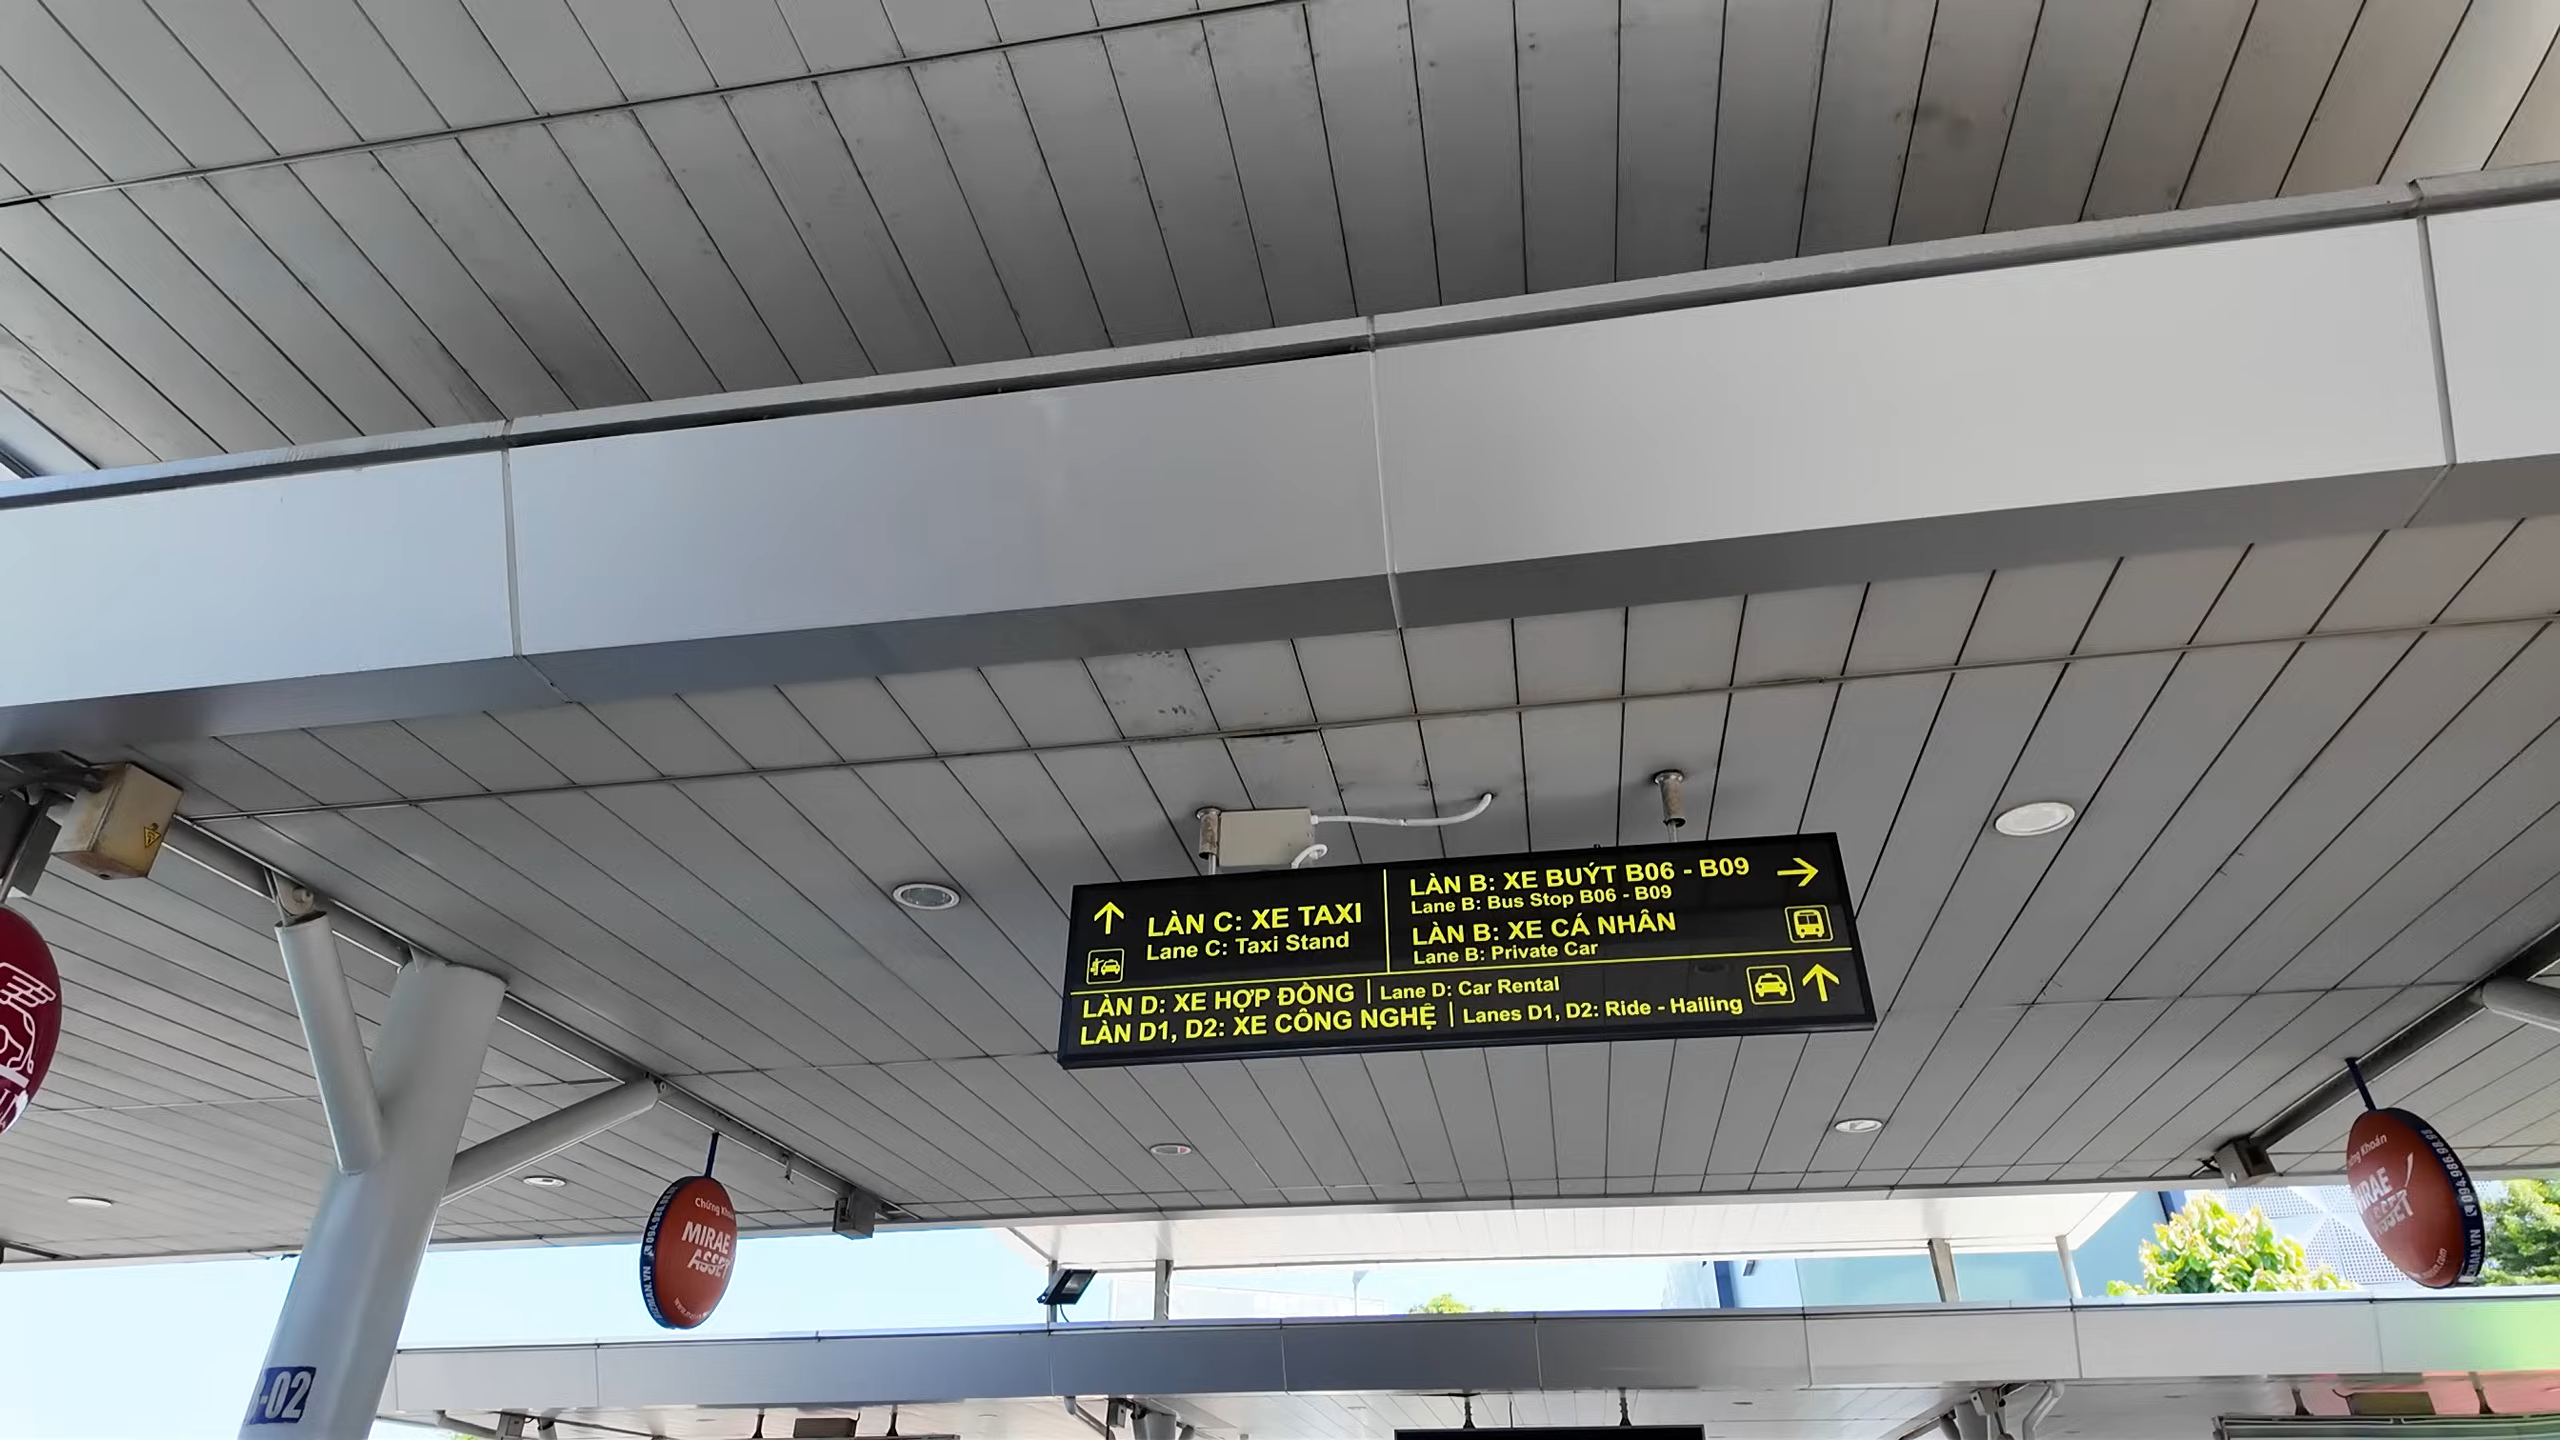 LÀN C: XE TAXI
Lane C: Taxi Stand
LÀN B: XE BUÝT B06 - B09
Lane B: Bus Stop B06 - B09
LÀN B: XE CÁ NHÂN
Lane B: Private Car
LÀN D: XE HỢP ĐỒNG | Lane D: Car Rental
LÀN D1, D2: XE CÔNG NGHỆ | Lanes D1, D2: Ride - Hailing
Chứng
MIRAE
ASSET
Khoán
MIRAE
ASSET
-02